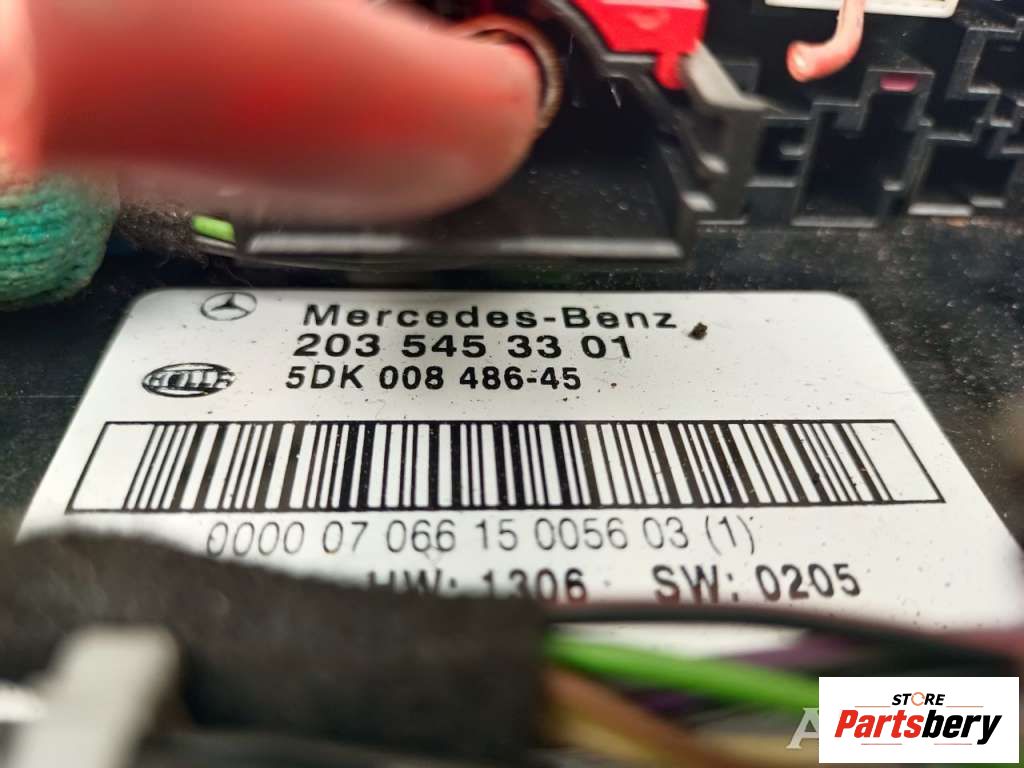 Mercedes-Benz
203 545 33 01
HELLA
5DK 008 486-45
0000 07 066 15 0056 03 (1)
HW: 1306 SW: 0205
STORE
Partsbery